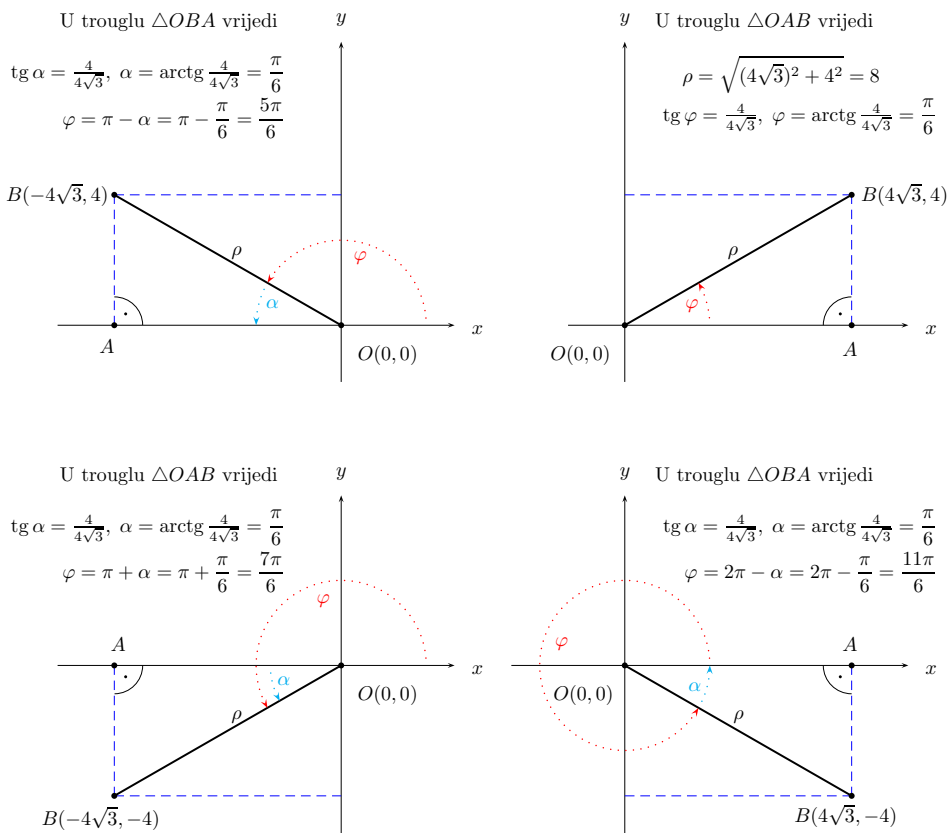 U trouglu △OBA vrijedi
tg α = 4/(4√3), α = arctg 4/(4√3) = π/6
φ = π − α = π − π/6 = 5π/6
y
B(−4√3, 4)
ρ
φ
α
A
O(0, 0)
x
U trouglu △OAB vrijedi
ρ = √((4√3)² + 4²) = 8
tg φ = 4/(4√3), φ = arctg 4/(4√3) = π/6
y
B(4√3, 4)
ρ
φ
O(0, 0)
A
x
U trouglu △OAB vrijedi
tg α = 4/(4√3), α = arctg 4/(4√3) = π/6
φ = π + α = π + π/6 = 7π/6
y
φ
A
x
α
O(0, 0)
ρ
B(−4√3, −4)
U trouglu △OBA vrijedi
tg α = 4/(4√3), α = arctg 4/(4√3) = π/6
φ = 2π − α = 2π − π/6 = 11π/6
y
φ
A
x
α
O(0, 0)
ρ
B(4√3, −4)